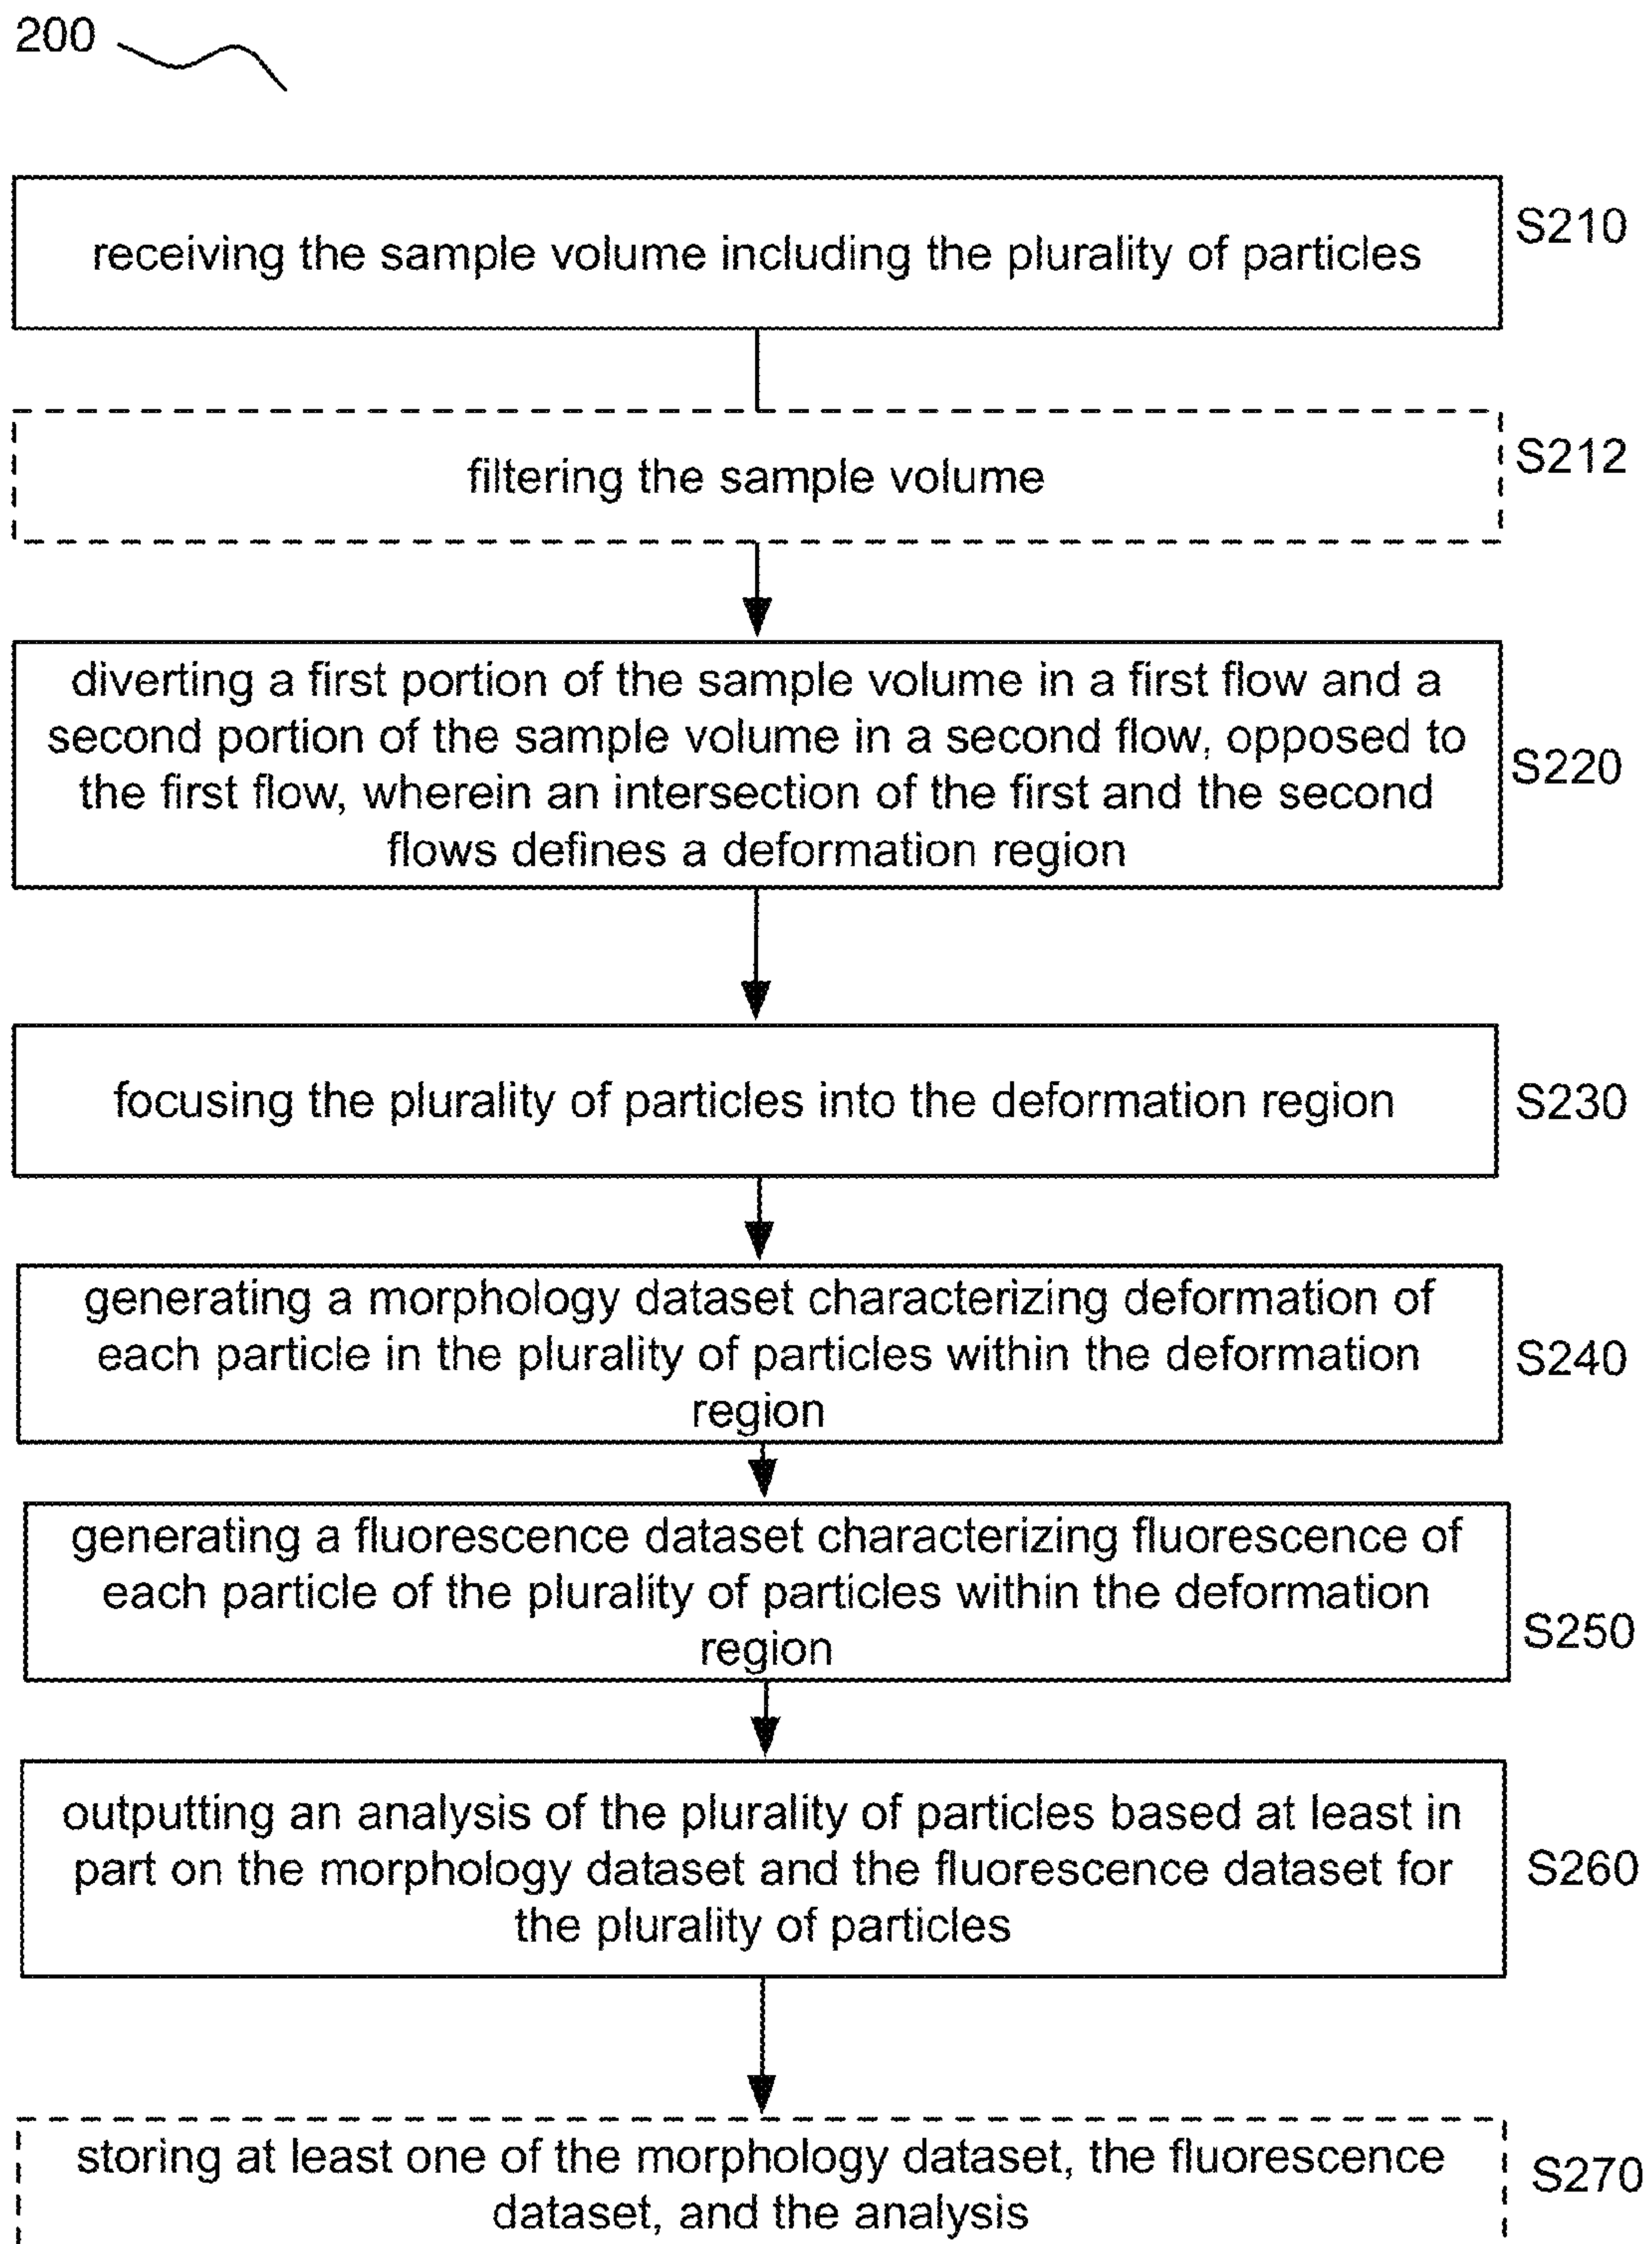 200
receiving the sample volume including the plurality of particles
S210
filtering the sample volume
S212
diverting a first portion of the sample volume in a first flow and a
second portion of the sample volume in a second flow, opposed to
the first flow, wherein an intersection of the first and the second
flows defines a deformation region
S220
focusing the plurality of particles into the deformation region
S230
generating a morphology dataset characterizing deformation of
each particle in the plurality of particles within the deformation
region
S240
generating a fluorescence dataset characterizing fluorescence of
each particle of the plurality of particles within the deformation
region
S250
outputting an analysis of the plurality of particles based at least in
part on the morphology dataset and the fluorescence dataset for
the plurality of particles
S260
storing at least one of the morphology dataset, the fluorescence
dataset, and the analysis
S270